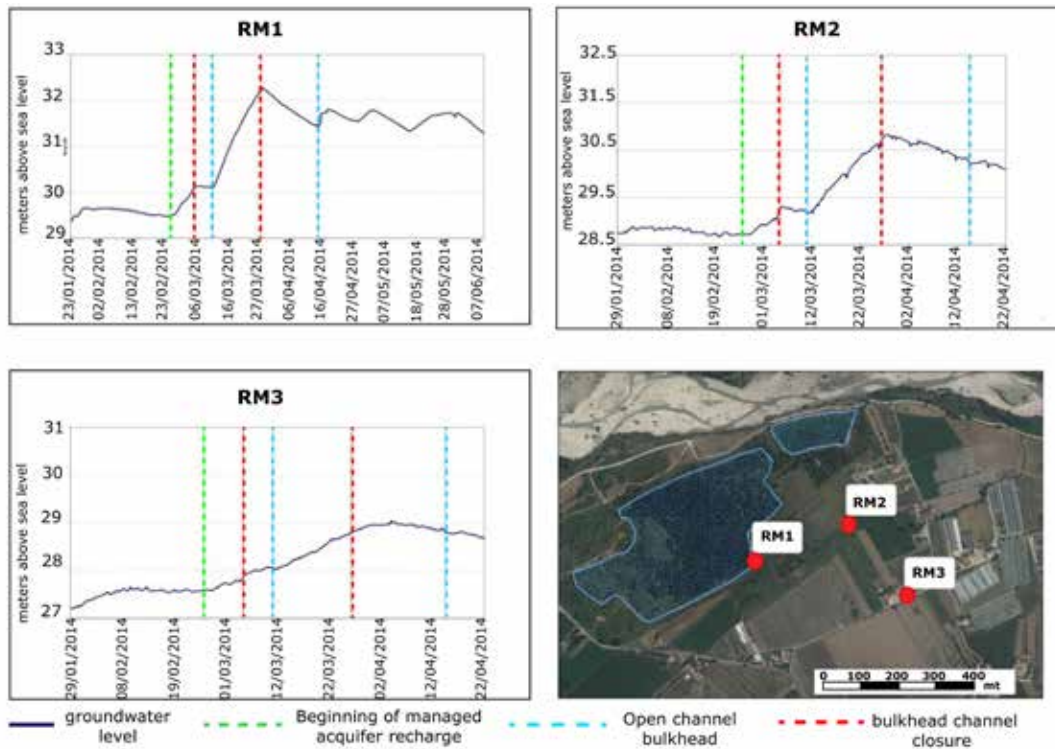 RM1
meters above sea level
33
32
31
30
29
23/01/2014
02/02/2014
13/02/2014
23/02/2014
06/03/2014
16/03/2014
27/03/2014
06/04/2014
16/04/2014
27/04/2014
07/05/2014
18/05/2014
28/05/2014
07/06/2014
RM2
meters above sea level
32.5
31.5
30.5
29.5
28.5
29/01/2014
08/02/2014
19/02/2014
01/03/2014
12/03/2014
22/03/2014
02/04/2014
12/04/2014
22/04/2014
RM3
meters above sea level
31
30
29
28
27
29/01/2014
08/02/2014
19/02/2014
01/03/2014
12/03/2014
22/03/2014
02/04/2014
12/04/2014
22/04/2014
RM2
RM1
RM3
0 100 200 300 400
mt
groundwater
level
Beginning of managed
acquifer recharge
Open channel
bulkhead
bulkhead channel
closure